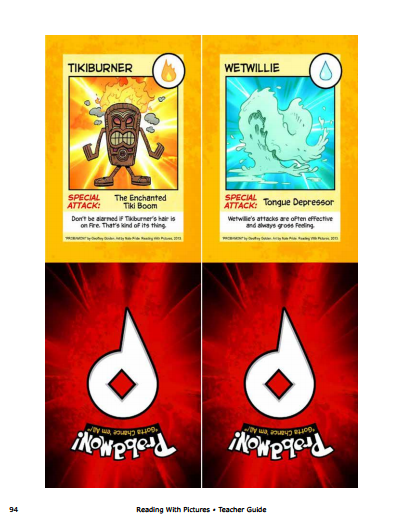 TIKIBURNER
SPECIAL ATTACK: The Enchanted Tiki Boom
Don't be alarmed if Tikiburner's hair is
on fire. That's kind of its thing.
"PROBAMON!" by Geoffrey Golden. Art by Nate Pride. Reading With Pictures, 2013.
WETWILLIE
SPECIAL ATTACK: Tongue Depressor
Wetwillie's attacks are often effective
and always gross feeling.
"PROBAMON!" by Geoffrey Golden. Art by Nate Pride. Reading With Pictures, 2013.
"Gotta Chance 'em All!"
Probamon!
"Gotta Chance 'em All!"
Probamon!
94
Reading With Pictures • Teacher Guide